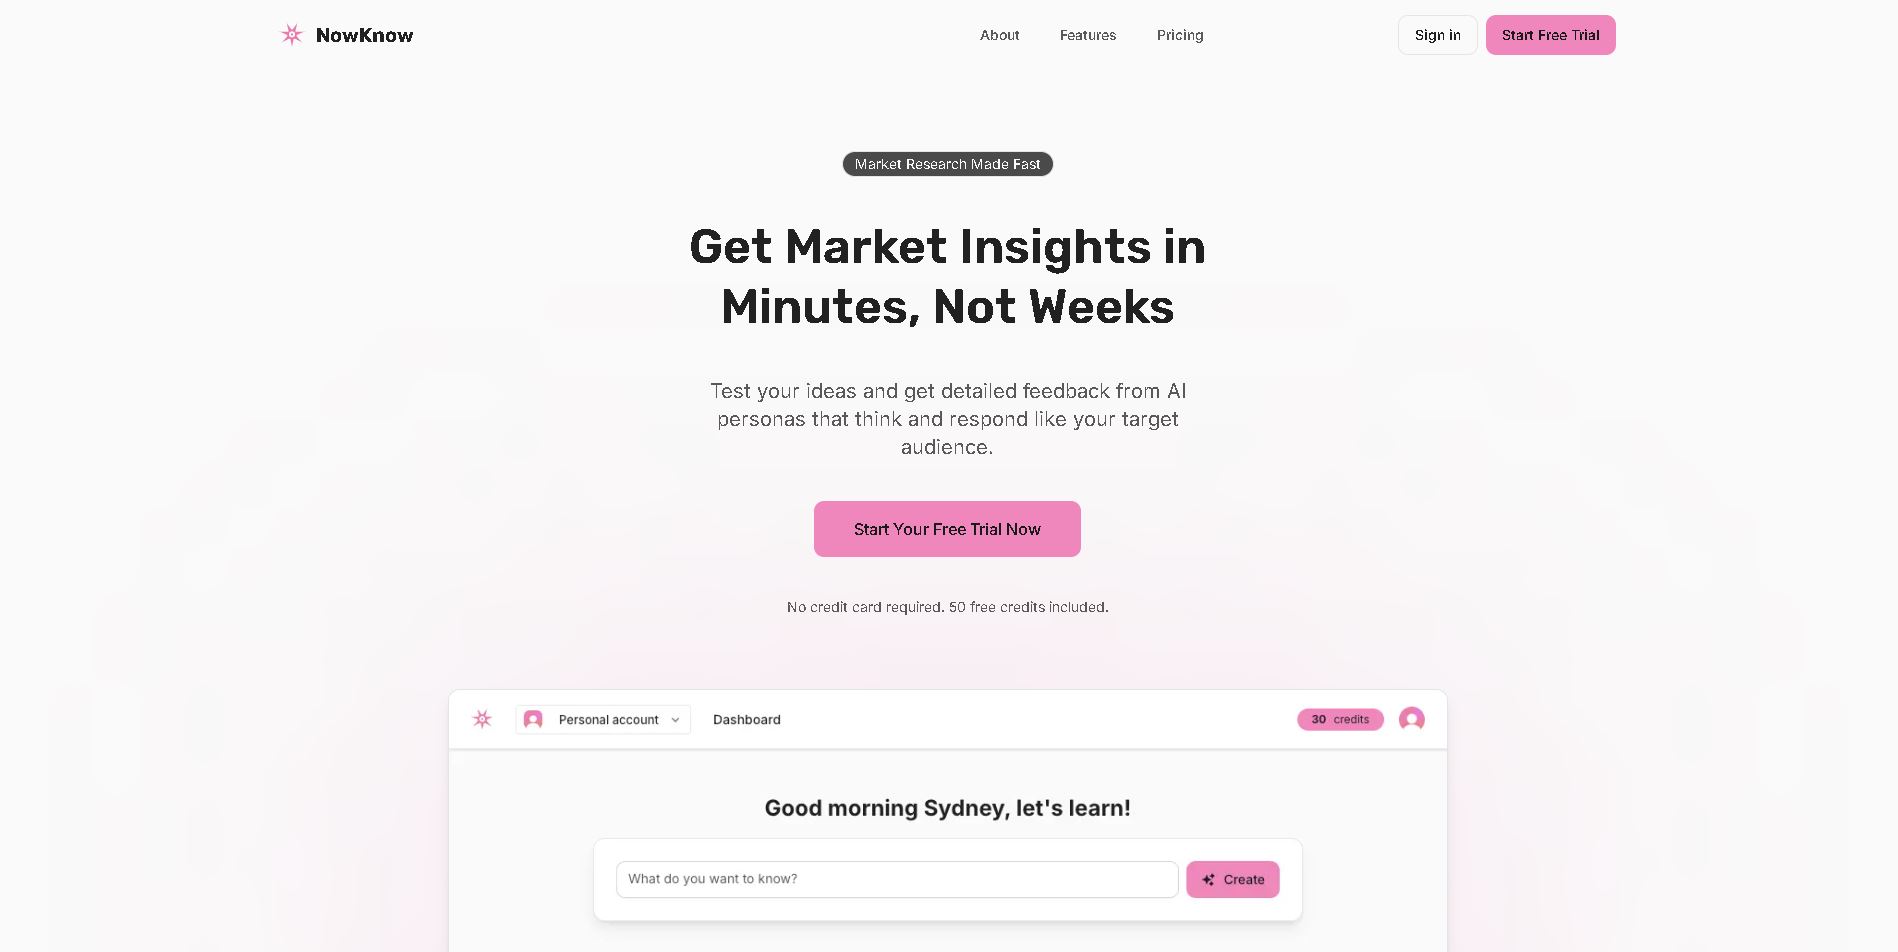 NowKnow
About
Features
Pricing
Sign in
Start Free Trial
Market Research Made Fast
Get Market Insights in
Minutes, Not Weeks
Test your ideas and get detailed feedback from AI
personas that think and respond like your target
audience.
Start Your Free Trial Now
No credit card required. 50 free credits included.
Personal account
Dashboard
30 credits
Good morning Sydney, let's learn!
What do you want to know?
Create